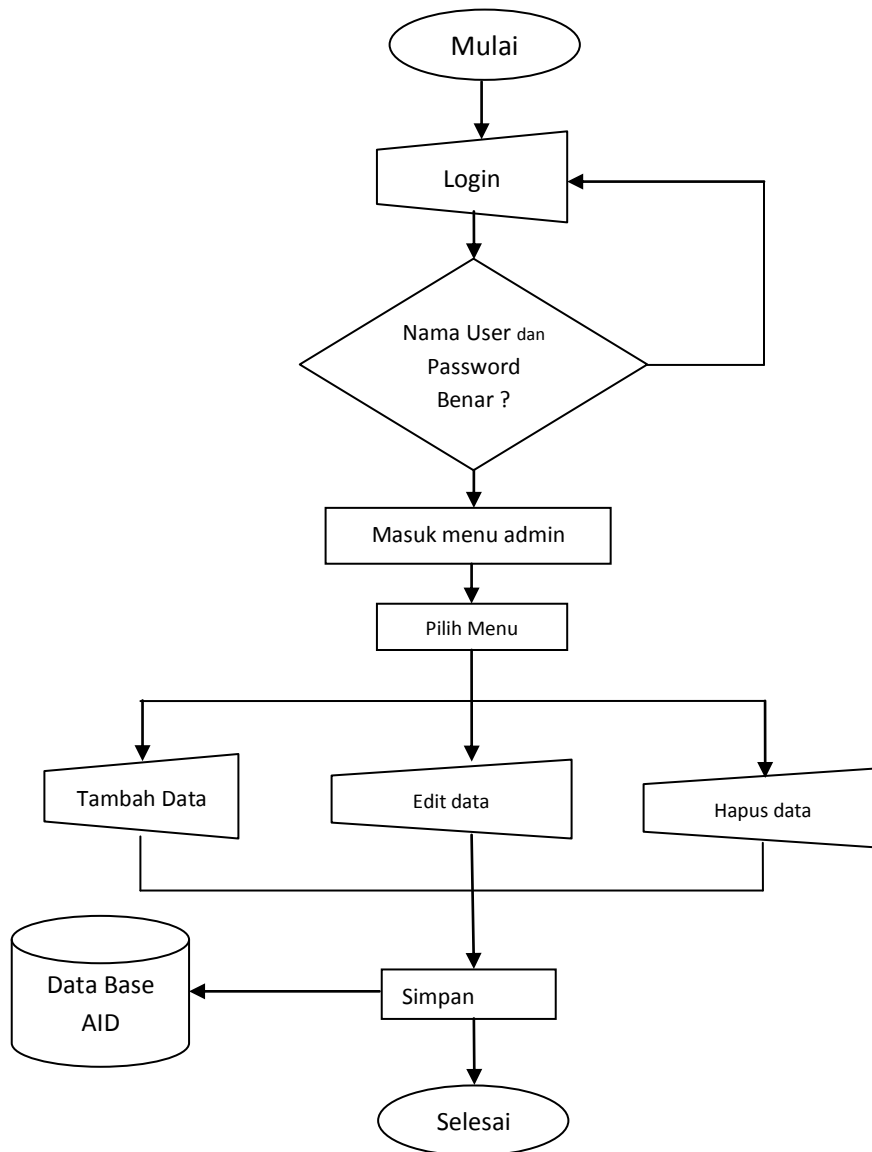 Mulai
Login
Nama User dan
Password
Benar ?
Masuk menu admin
Pilih Menu
Tambah Data
Edit data
Hapus data
Data Base
AID
Simpan
Selesai